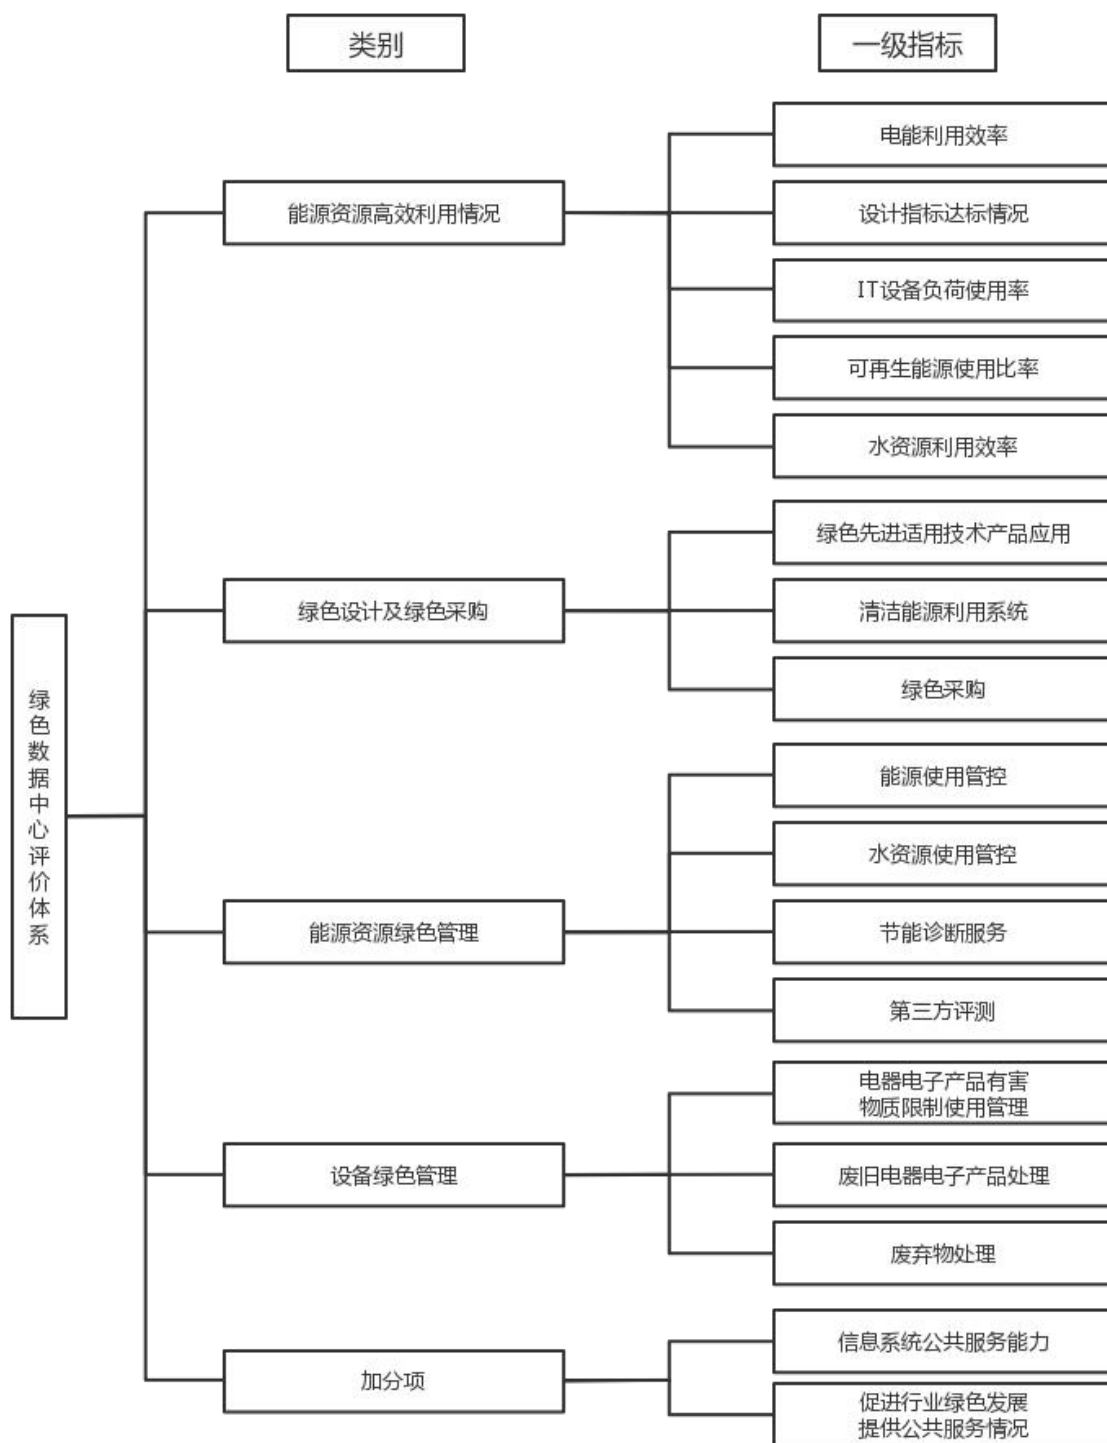 类别
一级指标
绿色数据中心评价体系
能源资源高效利用情况
电能利用效率
设计指标达标情况
IT设备负荷使用率
可再生能源使用比率
水资源利用效率
绿色设计及绿色采购
绿色先进适用技术产品应用
清洁能源利用系统
绿色采购
能源资源绿色管理
能源使用管控
水资源使用管控
节能诊断服务
第三方评测
设备绿色管理
电器电子产品有害
物质限制使用管理
废旧电器电子产品处理
废弃物处理
加分项
信息系统公共服务能力
促进行业绿色发展
提供公共服务情况